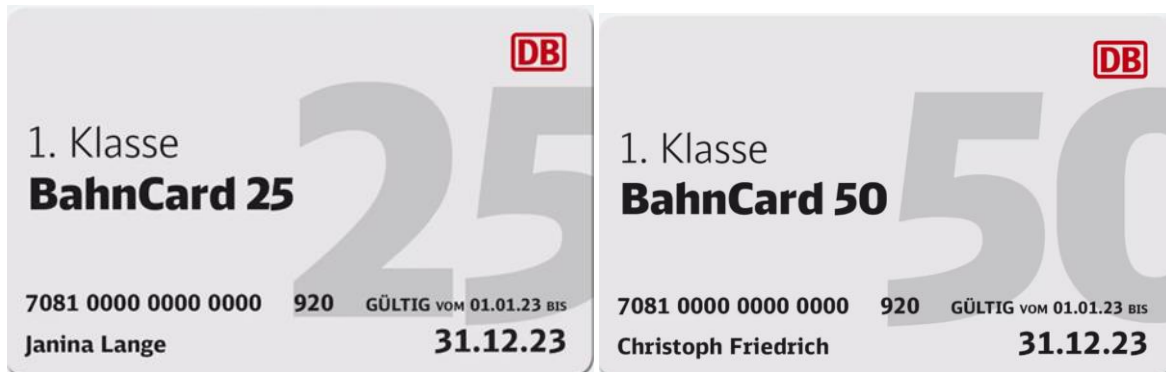 DB
1. Klasse
BahnCard 25
25
7081 0000 0000 0000 920 GÜLTIG VOM 01.01.23 BIS
Janina Lange 31.12.23
DB
1. Klasse
BahnCard 50
50
7081 0000 0000 0000 920 GÜLTIG VOM 01.01.23 BIS
Christoph Friedrich 31.12.23